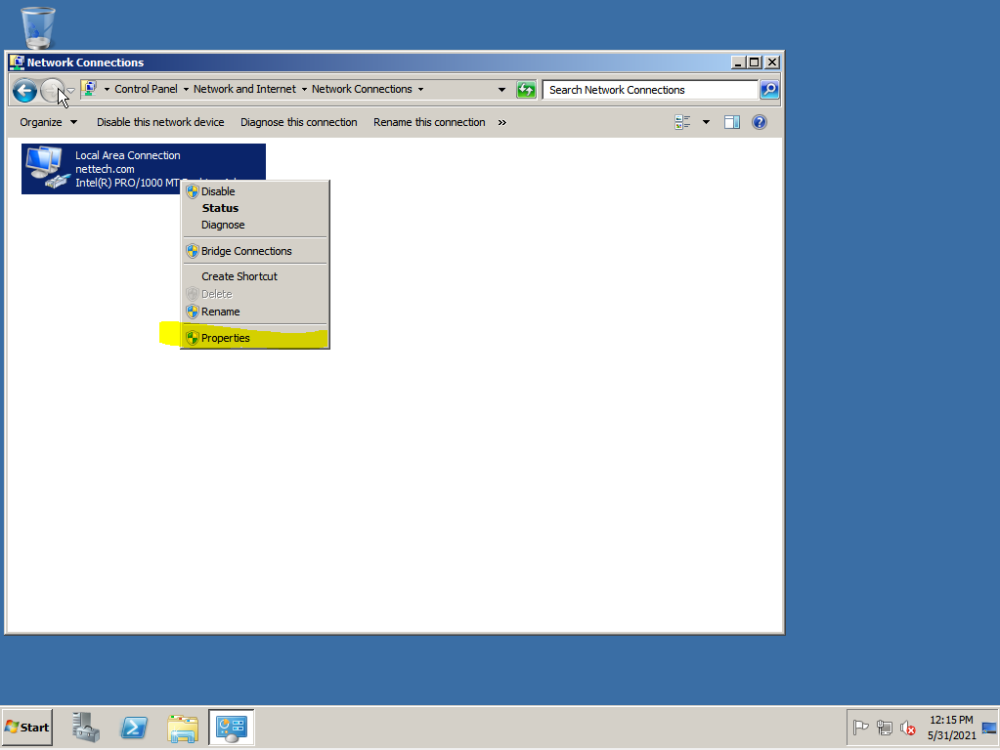 Network Connections
Control Panel Network and Internet Network Connections Search Network Connections
Organize Disable this network device Diagnose this connection Rename this connection »
Local Area Connection
nettech.com
Intel(R) PRO/1000 MT
Disable
Status
Diagnose
Bridge Connections
Create Shortcut
Delete
Rename
Properties
Start
12:15 PM
5/31/2021